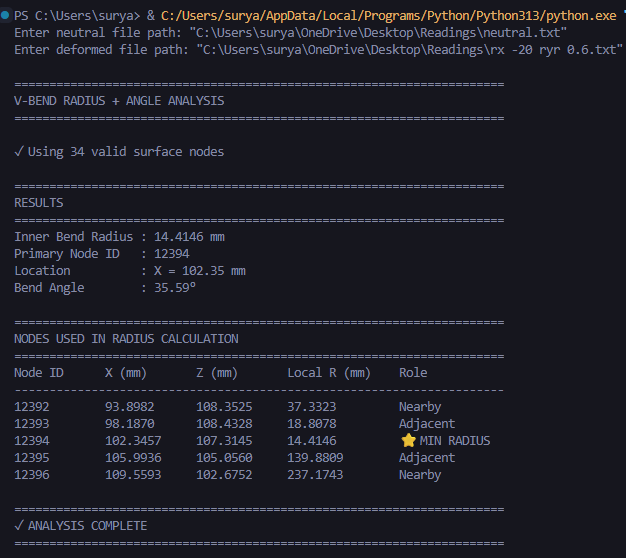 PS C:\Users\surya> & C:/Users/surya/AppData/Local/Programs/Python/Python313/python.exe "
Enter neutral file path: "C:\Users\surya\OneDrive\Desktop\Readings\neutral.txt"
Enter deformed file path: "C:\Users\surya\OneDrive\Desktop\Readings\rx -20 ryr 0.6.txt"
======================================================================
V-BEND RADIUS + ANGLE ANALYSIS
======================================================================
✓ Using 34 valid surface nodes
======================================================================
RESULTS
======================================================================
Inner Bend Radius : 14.4146 mm
Primary Node ID   : 12394
Location          : X = 102.35 mm
Bend Angle        : 35.59°
======================================================================
NODES USED IN RADIUS CALCULATION
======================================================================
Node ID      X (mm)       Z (mm)       Local R (mm)    Role
----------------------------------------------------------------------
12392        93.8982      108.3525     37.3323         Nearby
12393        98.1870      108.4328     18.8078         Adjacent
12394        102.3457     107.3145     14.4146         ⭐ MIN RADIUS
12395        105.9936     105.0560     139.8809        Adjacent
12396        109.5593     102.6752     237.1743        Nearby
======================================================================
✓ ANALYSIS COMPLETE
======================================================================